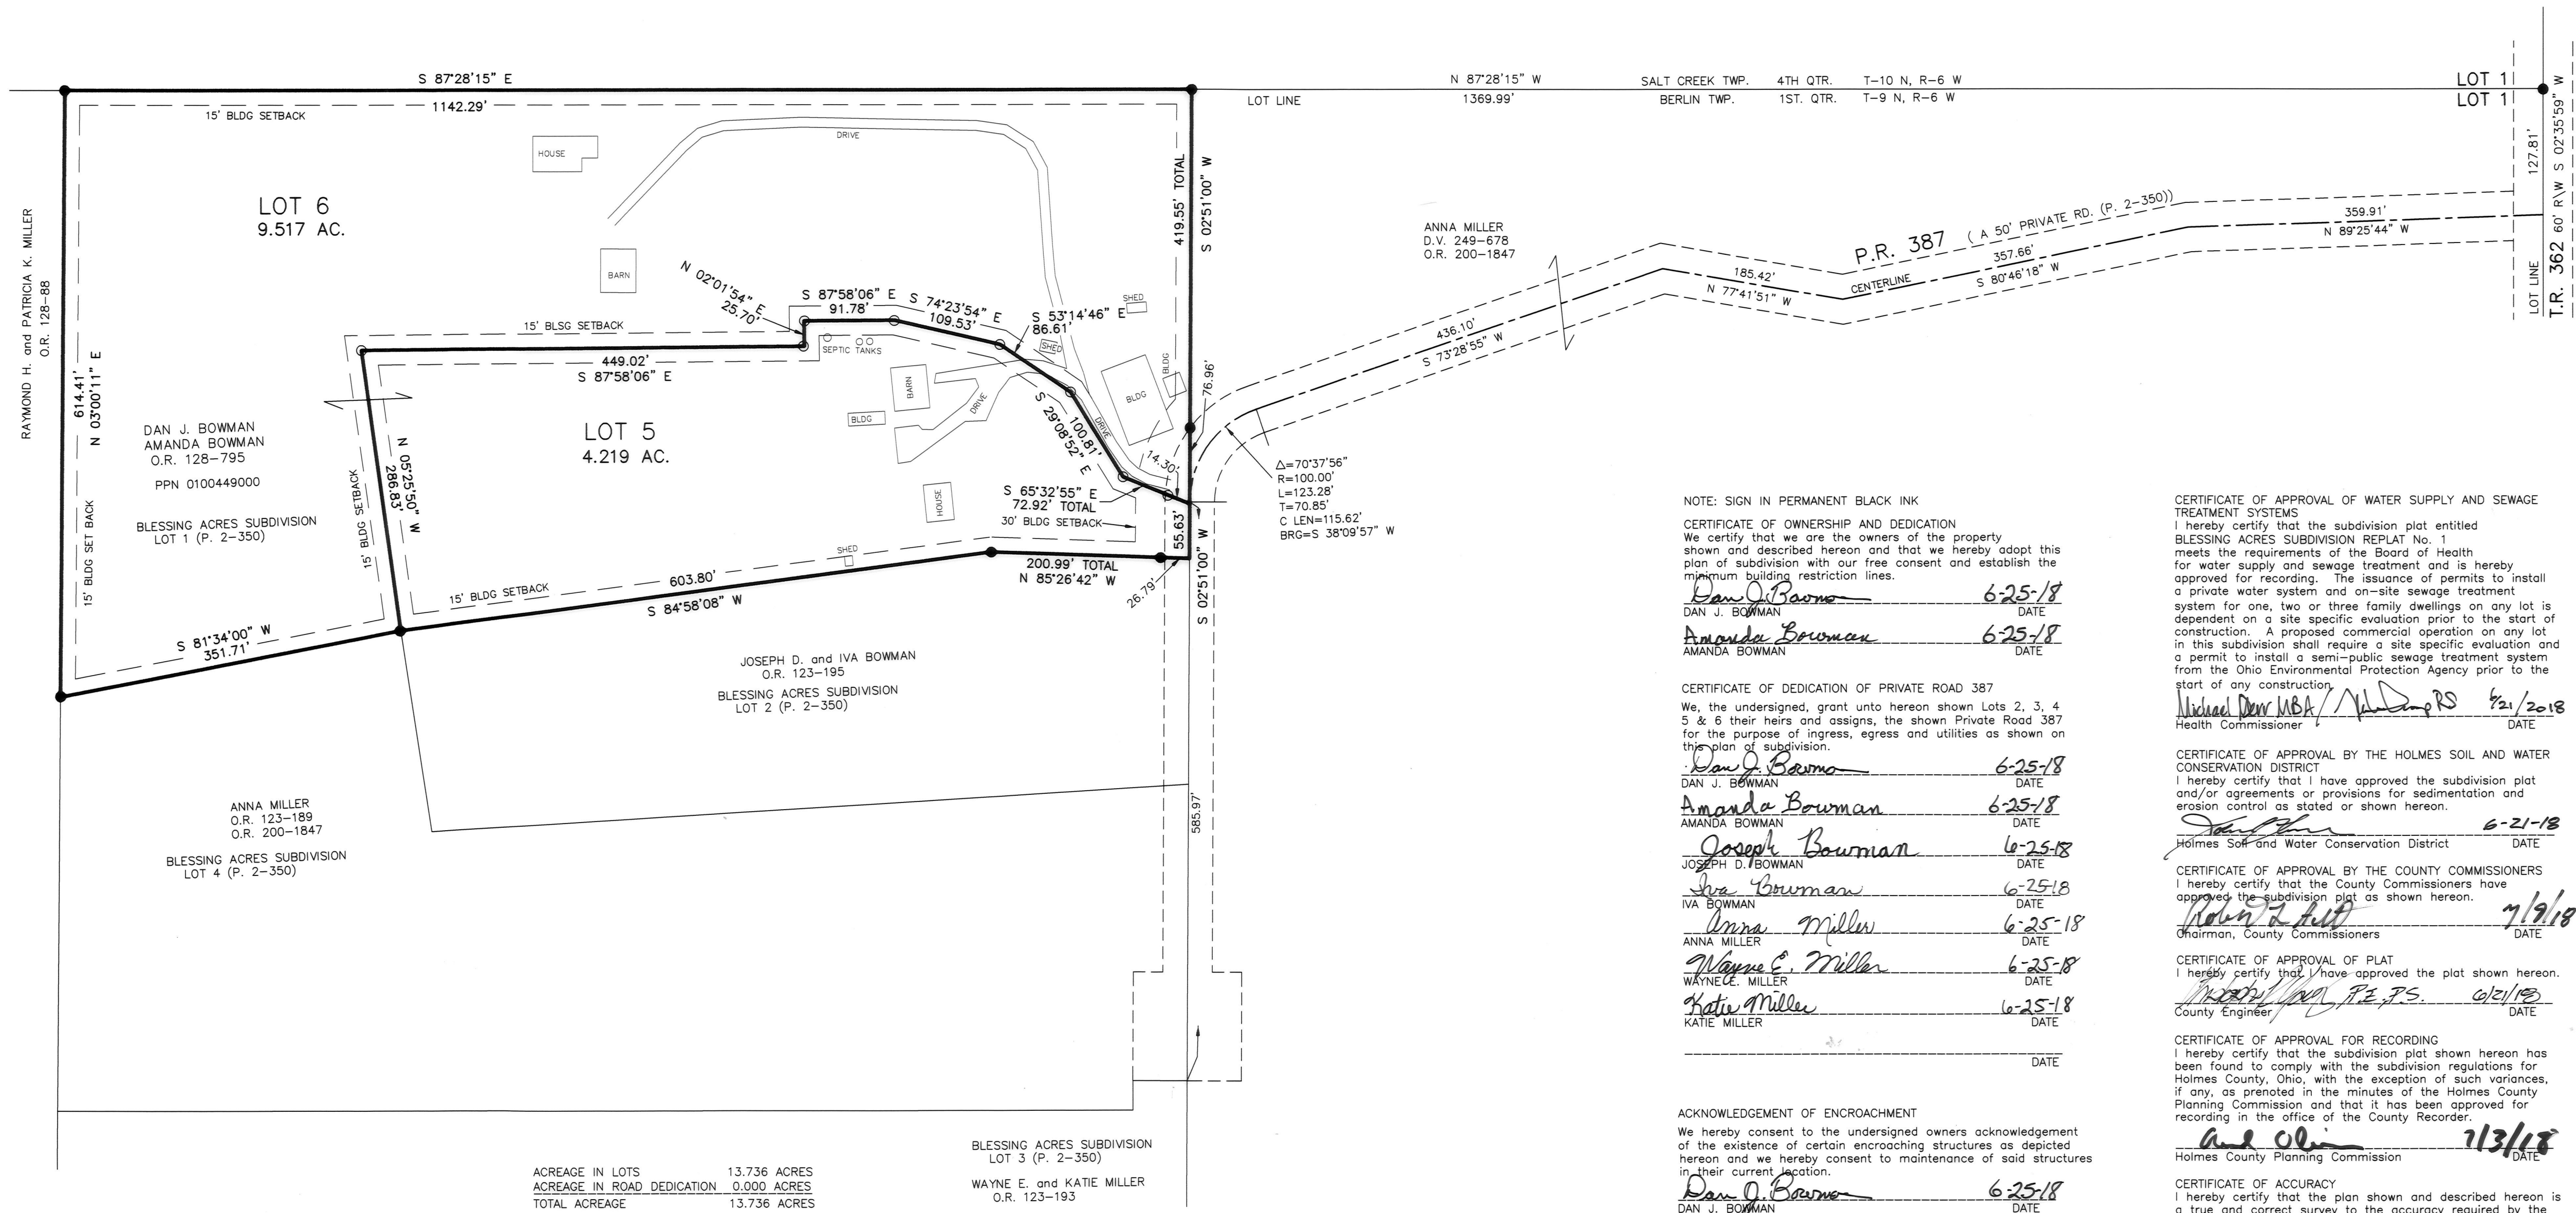 S 87°28'15" E
1142.29'
15' BLDG SETBACK
N 87°28'15" W
1369.99'
LOT LINE
SALT CREEK TWP. 4TH QTR. T-10 N, R-6 W
BERLIN TWP. 1ST. QTR. T-9 N, R-6 W
LOT 1
LOT 1
127.81'
LOT LINE
T.R. 362 60' R\W S 02°35'59" W
RAYMOND H. and PATRICIA K. MILLER
O.R. 128-88
614.41'
N 03°00'11" E
15' BLDG SET BACK
LOT 6
9.517 AC.
HOUSE
DRIVE
BARN
419.55' TOTAL
S 02°51'00" W
N 02°01'54" E
25.70'
S 87°58'06" E
91.78'
S 74°23'54" E
109.53'
S 53°14'46" E
86.61'
SHED
SHED
15' BLSG SETBACK
449.02'
S 87°58'06" E
SEPTIC TANKS
BARN
BLDG
DRIVE
BLDG
BLDG
76.96'
DRIVE
S 29°08'52" E
100.81'
14.30'
LOT 5
4.219 AC.
DAN J. BOWMAN
AMANDA BOWMAN
O.R. 128-795
PPN 0100449000
BLESSING ACRES SUBDIVISION
LOT 1 (P. 2-350)
15' BLDG SETBACK
N 05°25'50" W
286.83'
HOUSE
S 65°32'55" E
72.92' TOTAL
30' BLDG SETBACK
55.63'
S 02°51'00" W
SHED
200.99' TOTAL
N 85°26'42" W
26.79'
603.80'
S 84°58'08" W
15' BLDG SETBACK
S 81°34'00" W
351.71'
Δ=70°37'56"
R=100.00'
L=123.28'
T=70.85'
C LEN=115.62'
BRG=S 38°09'57" W
ANNA MILLER
D.V. 249-678
O.R. 200-1847
436.10'
S 73°28'55" W
185.42'
N 77°41'51" W
P.R. 387 ( A 50' PRIVATE RD. (P. 2-350))
CENTERLINE
357.66'
S 80°46'18" W
359.91'
N 89°25'44" W
JOSEPH D. and IVA BOWMAN
O.R. 123-195
BLESSING ACRES SUBDIVISION
LOT 2 (P. 2-350)
585.97'
ANNA MILLER
O.R. 123-189
O.R. 200-1847
BLESSING ACRES SUBDIVISION
LOT 4 (P. 2-350)
BLESSING ACRES SUBDIVISION
LOT 3 (P. 2-350)
WAYNE E. and KATIE MILLER
O.R. 123-193
ACREAGE IN LOTS 13.736 ACRES
ACREAGE IN ROAD DEDICATION 0.000 ACRES
TOTAL ACREAGE 13.736 ACRES
NOTE: SIGN IN PERMANENT BLACK INK
CERTIFICATE OF OWNERSHIP AND DEDICATION
We certify that we are the owners of the property
shown and described hereon and that we hereby adopt this
plan of subdivision with our free consent and establish the
minimum building restriction lines.
Dan J. Bowman 6-25-18
DAN J. BOWMAN DATE
Amanda Bowman 6-25-18
AMANDA BOWMAN DATE
CERTIFICATE OF DEDICATION OF PRIVATE ROAD 387
We, the undersigned, grant unto hereon shown Lots 2, 3, 4
5 & 6 their heirs and assigns, the shown Private Road 387
for the purpose of ingress, egress and utilities as shown on
this plan of subdivision.
Dan J. Bowman 6-25-18
DAN J. BOWMAN DATE
Amanda Bowman 6-25-18
AMANDA BOWMAN DATE
Joseph Bowman 6-25-18
JOSEPH D. BOWMAN DATE
Iva Bowman 6-25-18
IVA BOWMAN DATE
Anna Miller 6-25-18
ANNA MILLER DATE
Wayne E. Miller 6-25-18
WAYNE E. MILLER DATE
Katie Miller 6-25-18
KATIE MILLER DATE
DATE
ACKNOWLEDGEMENT OF ENCROACHMENT
We hereby consent to the undersigned owners acknowledgement
of the existence of certain encroaching structures as depicted
hereon and we hereby consent to maintenance of said structures
in their current location.
Dan J. Bowman 6-25-18
DAN J. BOWMAN DATE
CERTIFICATE OF APPROVAL OF WATER SUPPLY AND SEWAGE
TREATMENT SYSTEMS
I hereby certify that the subdivision plat entitled
BLESSING ACRES SUBDIVISION REPLAT No. 1
meets the requirements of the Board of Health
for water supply and sewage treatment and is hereby
approved for recording. The issuance of permits to install
a private water system and on-site sewage treatment
system for one, two or three family dwellings on any lot is
dependent on a site specific evaluation prior to the start of
construction. A proposed commercial operation on any lot
in this subdivision shall require a site specific evaluation and
a permit to install a semi-public sewage treatment system
from the Ohio Environmental Protection Agency prior to the
start of any construction.
Michael Derr MBA/ RS 6/21/2018
Health Commissioner DATE
CERTIFICATE OF APPROVAL BY THE HOLMES SOIL AND WATER
CONSERVATION DISTRICT
I hereby certify that I have approved the subdivision plat
and/or agreements or provisions for sedimentation and
erosion control as stated or shown hereon.
6-21-18
Holmes Soil and Water Conservation District DATE
CERTIFICATE OF APPROVAL BY THE COUNTY COMMISSIONERS
I hereby certify that the County Commissioners have
approved the subdivision plat as shown hereon.
7/9/18
Chairman, County Commissioners DATE
CERTIFICATE OF APPROVAL OF PLAT
I hereby certify that I have approved the plat shown hereon.
P.E., P.S. 6/21/18
County Engineer DATE
CERTIFICATE OF APPROVAL FOR RECORDING
I hereby certify that the subdivision plat shown hereon has
been found to comply with the subdivision regulations for
Holmes County, Ohio, with the exception of such variances,
if any, as prenoted in the minutes of the Holmes County
Planning Commission and that it has been approved for
recording in the office of the County Recorder.
7/3/18
Holmes County Planning Commission DATE
CERTIFICATE OF ACCURACY
I hereby certify that the plan shown and described hereon is
a true and correct survey to the accuracy required by the